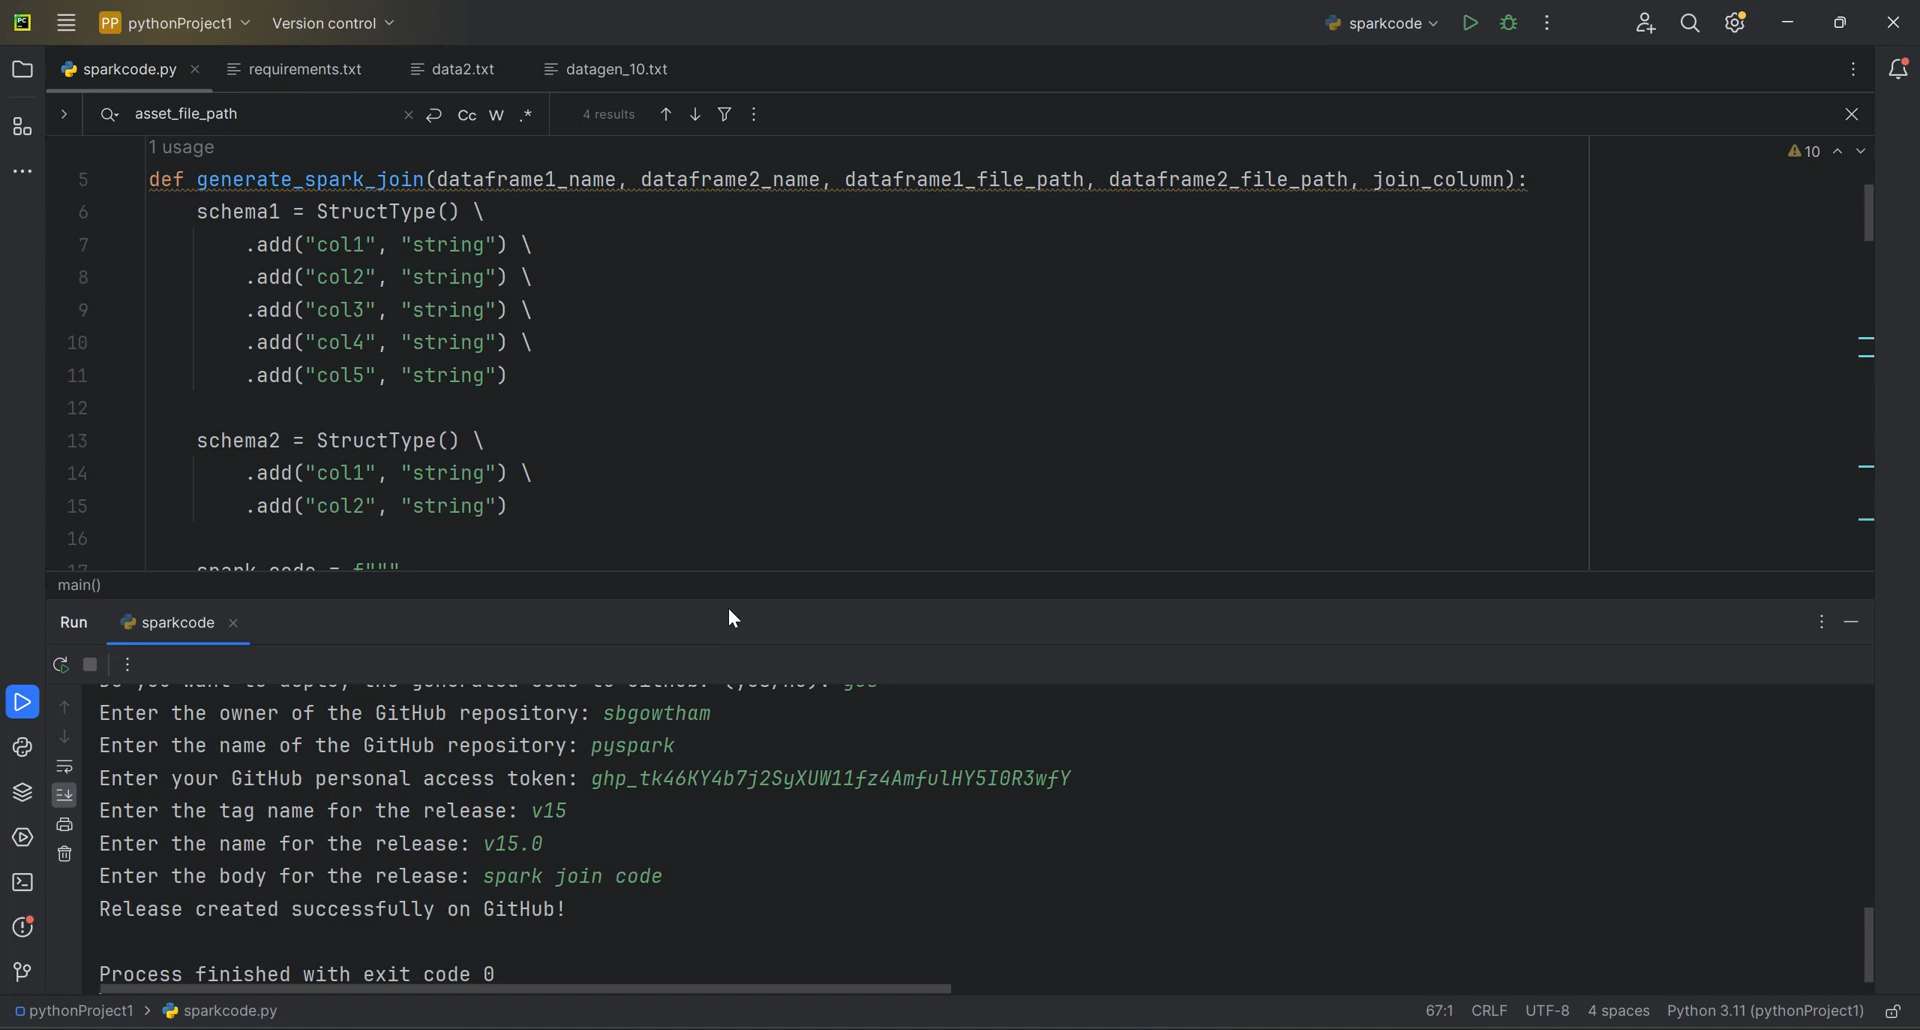 PP pythonProject1 Version control sparkcode
sparkcode.py requirements.txt data2.txt datagen_10.txt
asset_file_path Cc W .* 4 results
1 usage 10
5 def generate_spark_join(dataframe1_name, dataframe2_name, dataframe1_file_path, dataframe2_file_path, join_column):
6 schema1 = StructType() \
7 .add("col1", "string") \
8 .add("col2", "string") \
9 .add("col3", "string") \
10 .add("col4", "string") \
11 .add("col5", "string")
12
13 schema2 = StructType() \
14 .add("col1", "string") \
15 .add("col2", "string")
16
17 spark_code = f"""
main()
Run sparkcode
Enter the owner of the GitHub repository: sbgowtham
Enter the name of the GitHub repository: pyspark
Enter your GitHub personal access token: [access token redacted]
Enter the tag name for the release: v15
Enter the name for the release: v15.0
Enter the body for the release: spark join code
Release created successfully on GitHub!
Process finished with exit code 0
pythonProject1 > sparkcode.py 67:1 CRLF UTF-8 4 spaces Python 3.11 (pythonProject1)